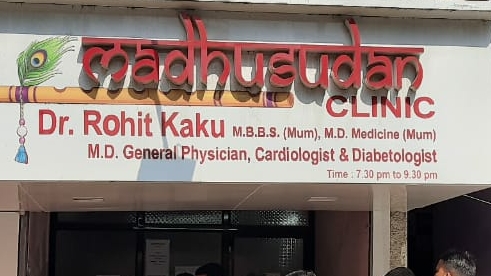 madhusudan
CLINIC
Dr. Rohit Kaku M.B.B.S. (Mum), M.D. Medicine (Mum)
M.D. General Physician, Cardiologist & Diabetologist
Time : 7.30 pm to 9.30 pm